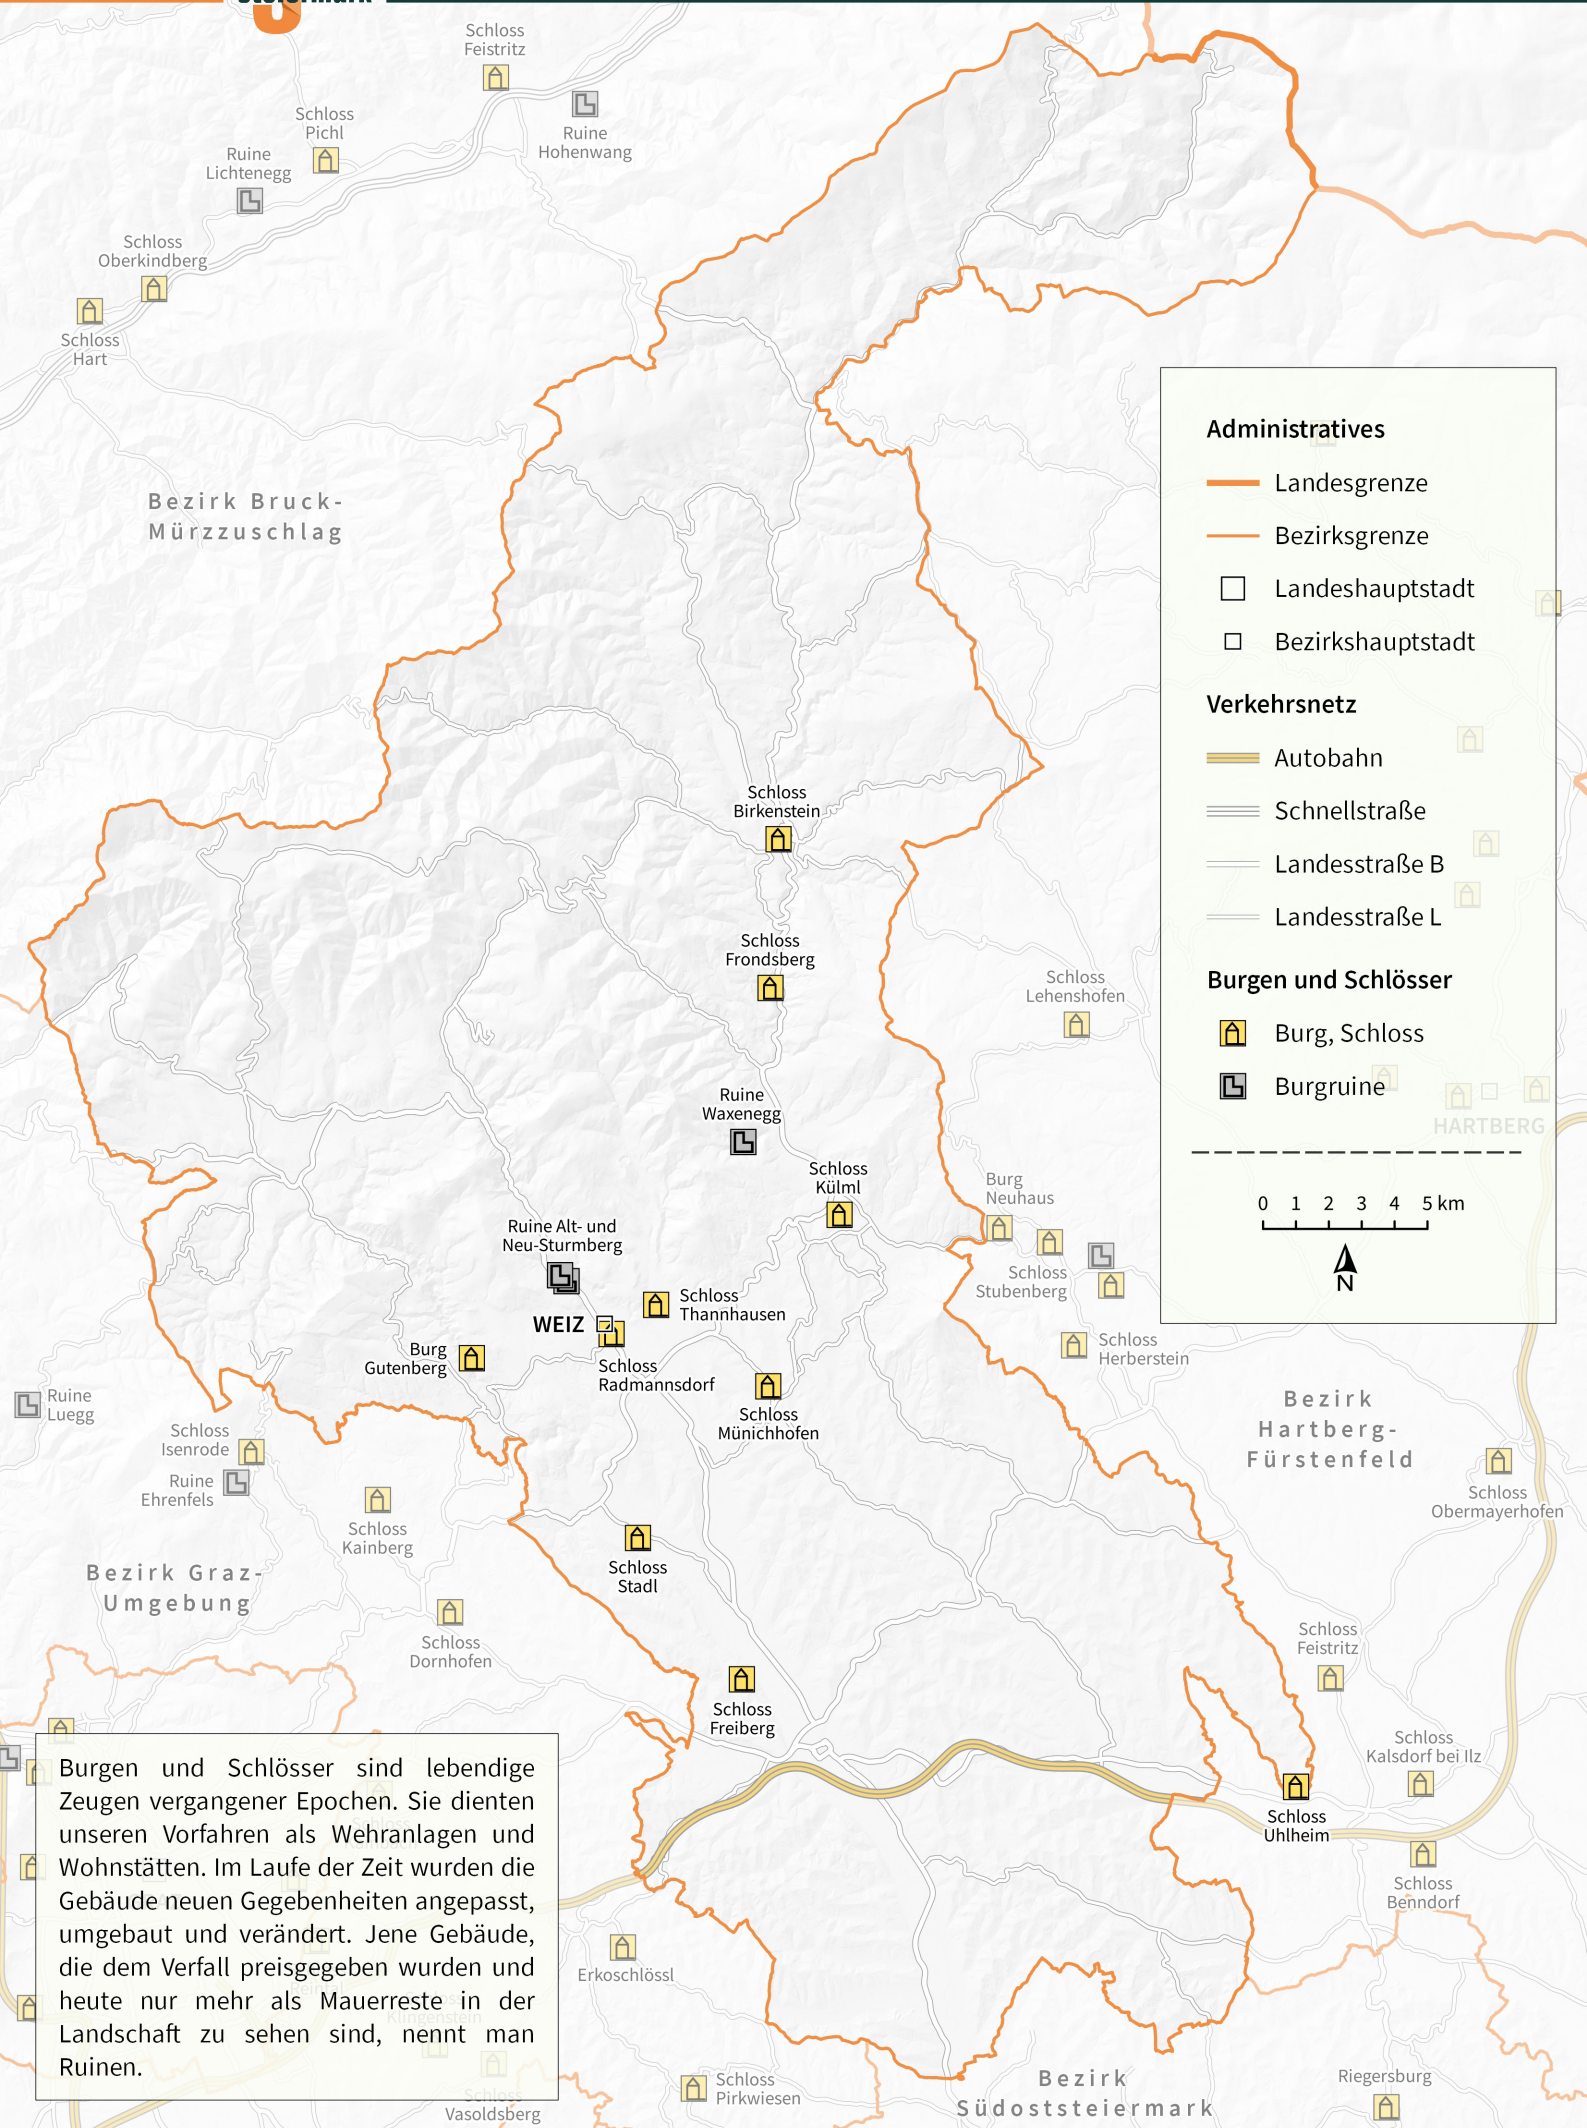 Steiermark
Schloss
Feistritz
Schloss
Pichl
Ruine
Hohenwang
Ruine
Lichtenegg
Schloss
Oberkindberg
Schloss
Hart
Bezirk Bruck-
Mürzzuschlag
Administratives
Landesgrenze
Bezirksgrenze
Landeshauptstadt
Bezirkshauptstadt
Verkehrsnetz
Autobahn
Schnellstraße
Landesstraße B
Landesstraße L
Burgen und Schlösser
Burg, Schloss
Burgruine
HARTBERG
0 1 2 3 4 5 km
N
Schloss
Birkenstein
Schloss
Frondsberg
Schloss
Lehenshofen
Ruine
Waxenegg
Schloss
Külml
Burg
Neuhaus
Schloss
Stubenberg
Ruine Alt- und
Neu-Sturmberg
Schloss
Thannhausen
WEIZ
Schloss
Radmannsdorf
Burg
Gutenberg
Schloss
Herberstein
Schloss
Münichhofen
Ruine
Luegg
Schloss
Isenrode
Ruine
Ehrenfels
Schloss
Kainberg
Bezirk
Hartberg-
Fürstenfeld
Schloss
Obermayerhofen
Bezirk Graz-
Umgebung
Schloss
Stadl
Schloss
Dornhofen
Schloss
Feistritz
Schloss
Freiberg
Schloss
Kalsdorf bei Ilz
Schloss
Uhlheim
Schloss
Benndorf
Burgen und Schlösser sind lebendige
Zeugen vergangener Epochen. Sie dienten
unseren Vorfahren als Wehranlagen und
Wohnstätten. Im Laufe der Zeit wurden die
Gebäude neuen Gegebenheiten angepasst,
umgebaut und verändert. Jene Gebäude,
die dem Verfall preisgegeben wurden und
heute nur mehr als Mauerreste in der
Landschaft zu sehen sind, nennt man
Ruinen.
Klingenstein
Erkoschlössl
Schloss
Vasoldsberg
Schloss
Pirkwiesen
Bezirk
Südoststeiermark
Riegersburg